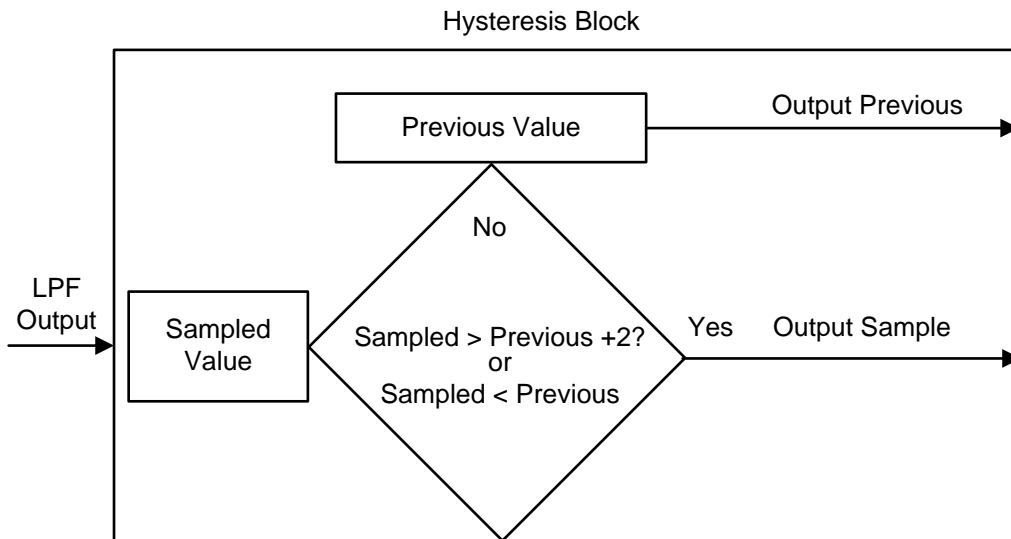 Hysteresis Block
Previous Value
Output Previous
No
LPF
Output
Sampled
Value
Sampled > Previous +2?
or
Sampled < Previous
Yes
Output Sample